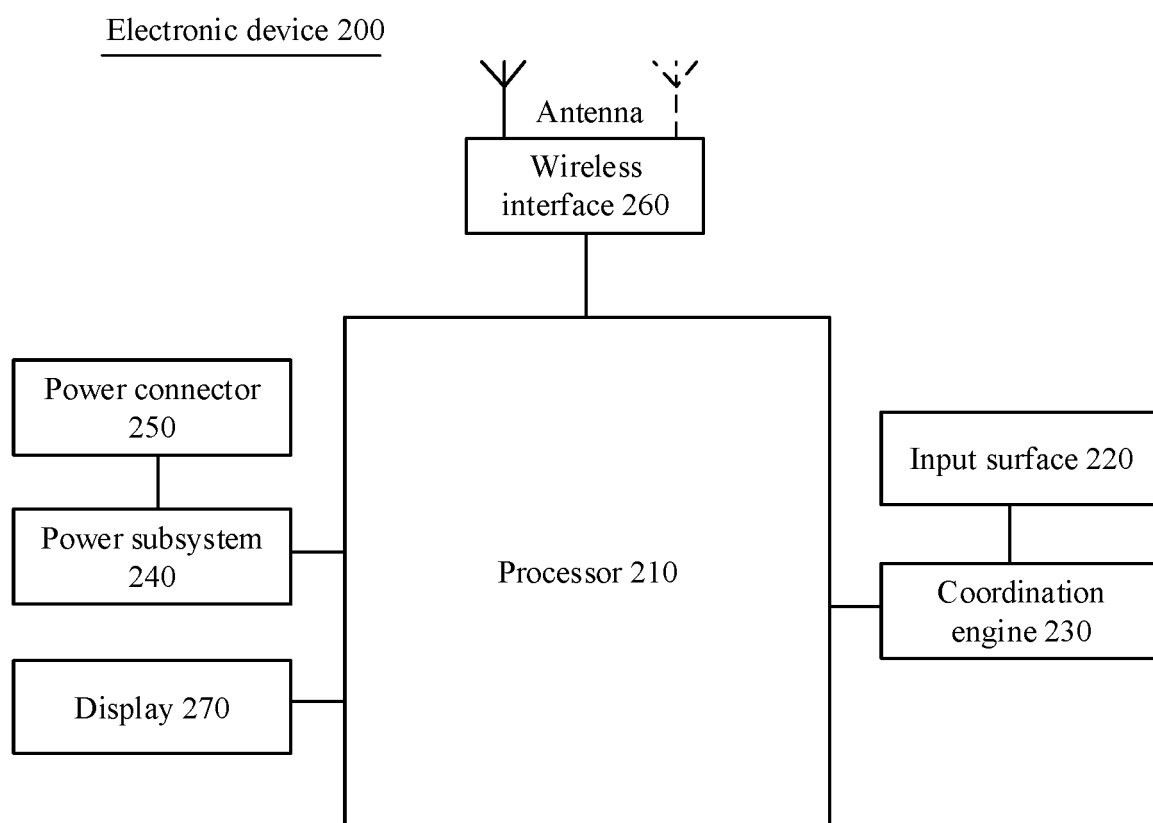 Electronic device 200
Antenna
Wireless
interface 260
Power connector
250
Power subsystem
240
Display 270
Processor 210
Input surface 220
Coordination
engine 230